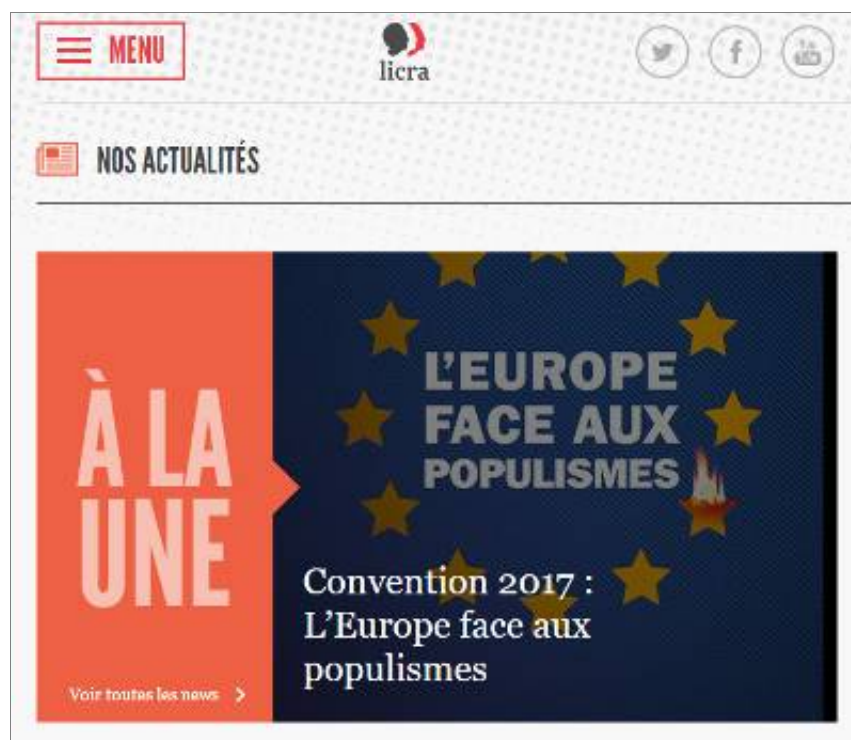 MENU
licra
NOS ACTUALITÉS
À LA
UNE
L'EUROPE
FACE AUX
POPULISMES
Convention 2017 :
L'Europe face aux
populismes
Voir toutes les news